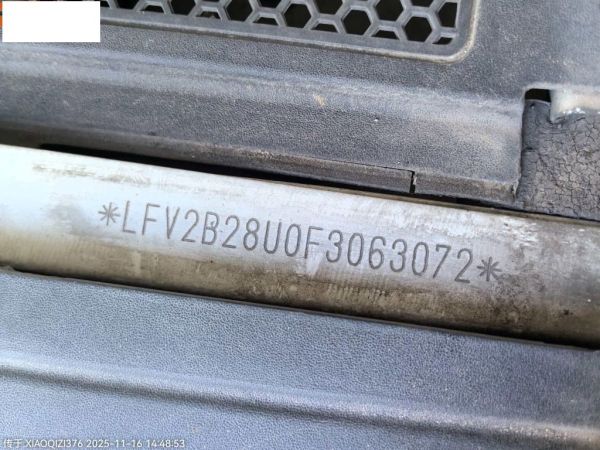 *LFV2B28U0F3063072*
传于 XIAOQIZI376 2025-11-16 14:48:53